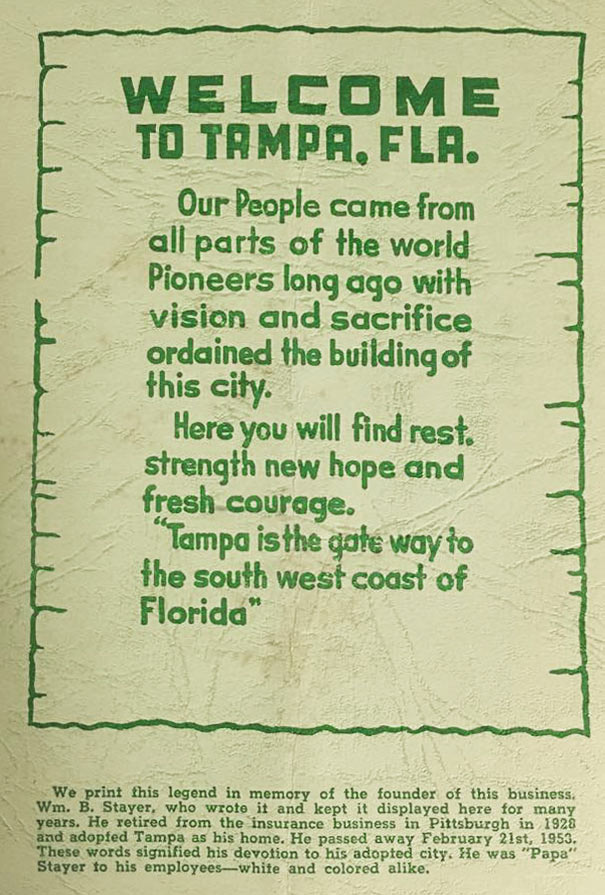 WELCOME
TO TAMPA, FLA.
Our People came from
all parts of the world
Pioneers long ago with
vision and sacrifice
ordained the building of
this city.
Here you will find rest.
strength new hope and
fresh courage.
"Tampa is the gate way to
the south west coast of
Florida"
We print this legend in memory of the founder of this business.
Wm. B. Stayer, who wrote it and kept it displayed here for many
years. He retired from the insurance business in Pittsburgh in 1928
and adopted Tampa as his home. He passed away February 21st, 1953.
These words signified his devotion to his adopted city. He was "Papa"
Stayer to his employees—white and colored alike.